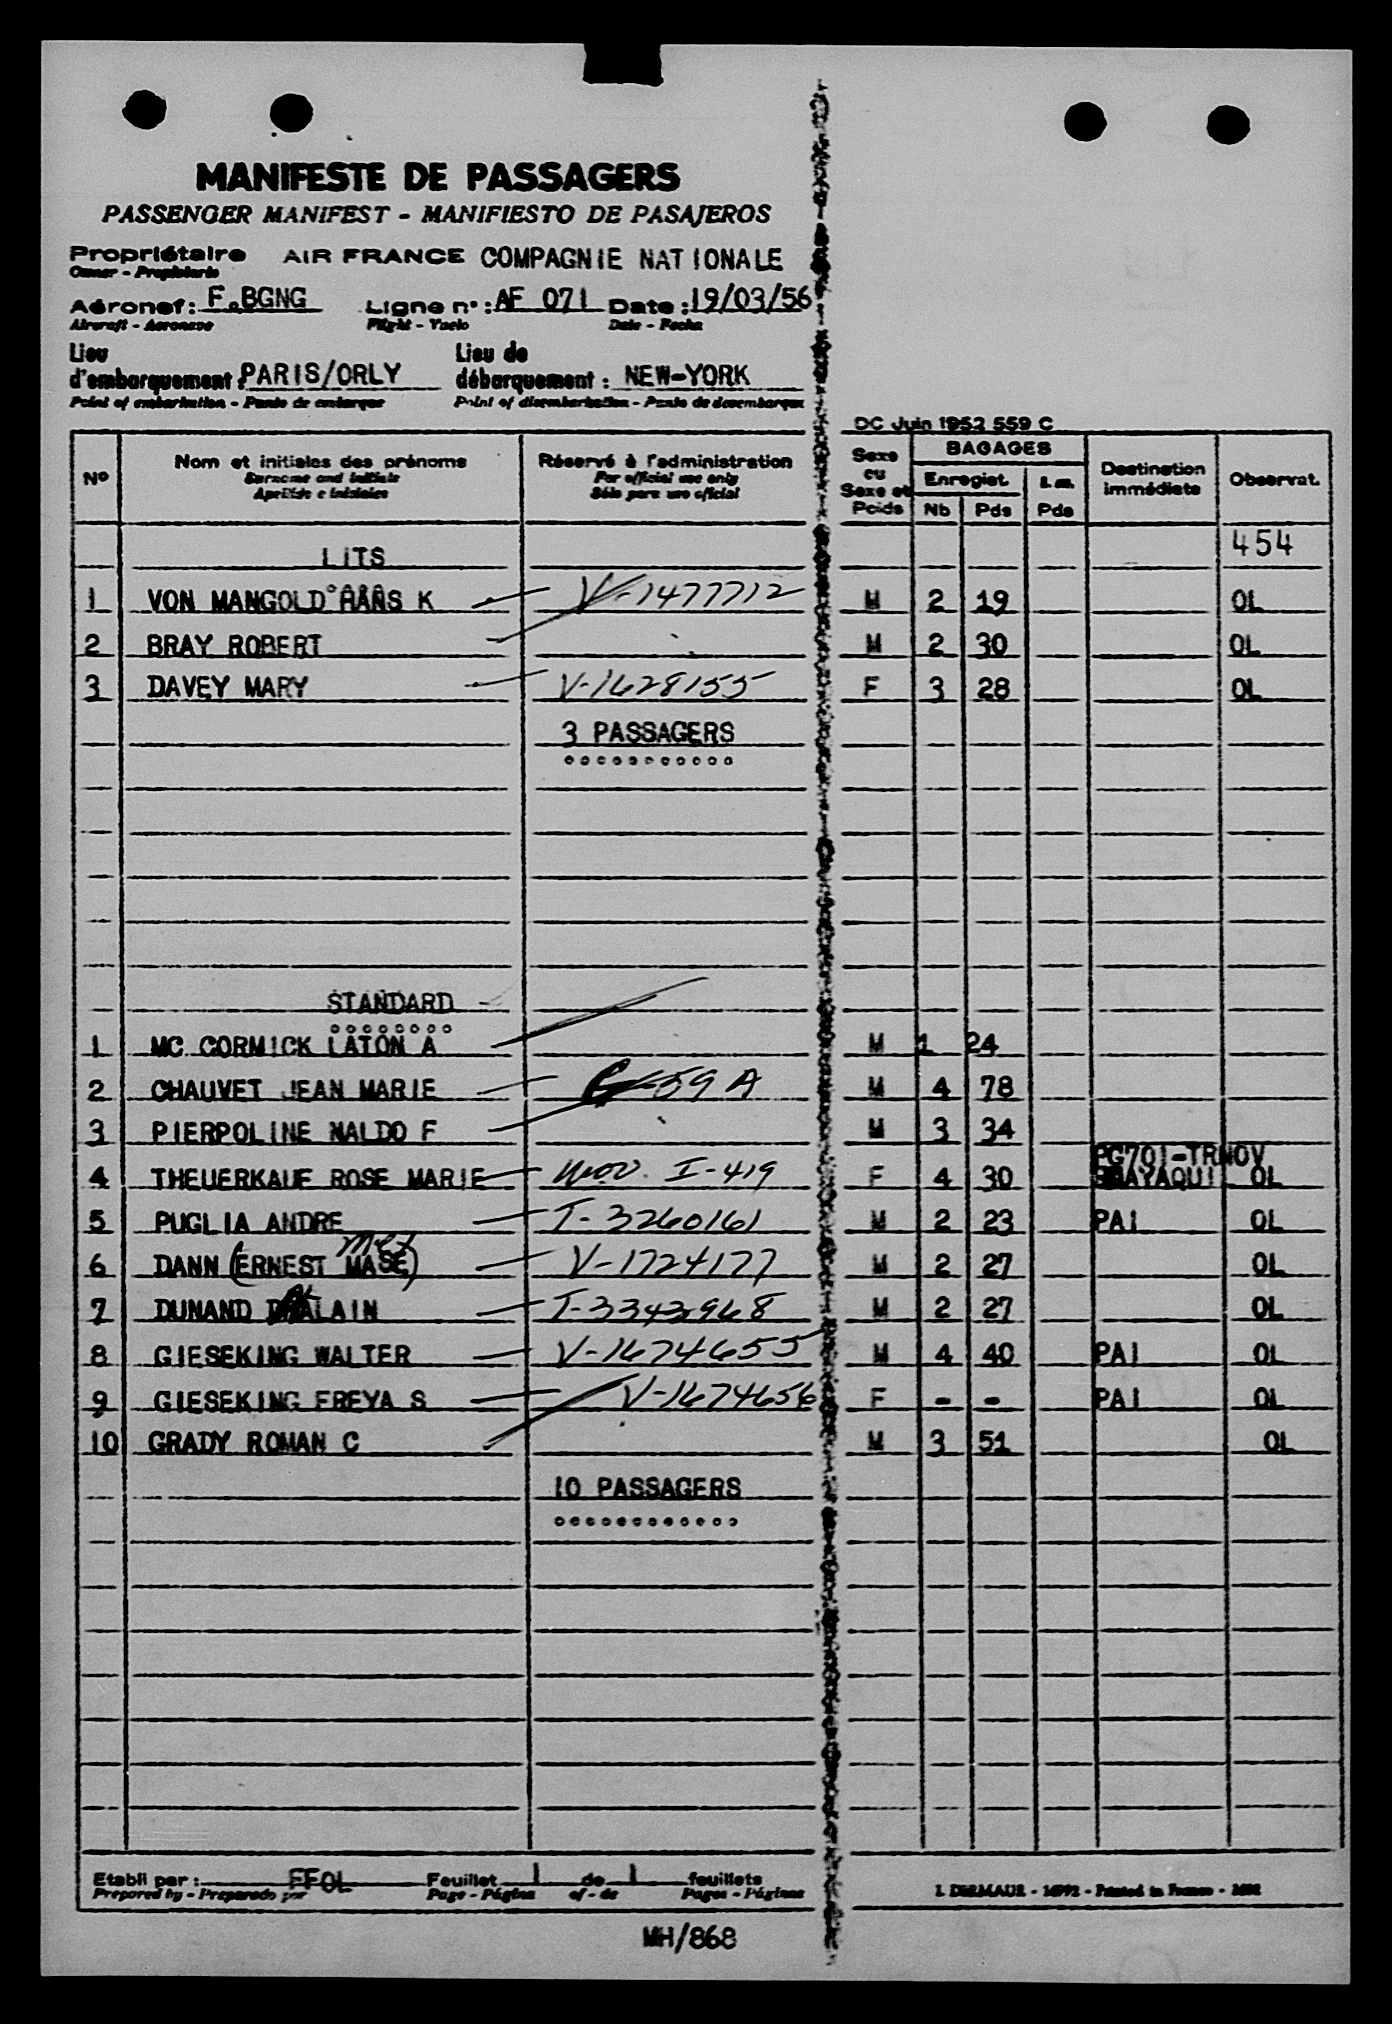 MANIFESTE DE PASSAGERS
PASSENGER MANIFEST - MANIFIESTO DE PASAJEROS
Propriétaire AIR FRANCE COMPAGNIE NATIONALE
Owner - Propietario
Aéronef : F.BGNG Ligne n° : AF 071 Date : 19/03/56
Aircraft - Aeronave Flight - Vuelo Date - Fecha
Lieu d'embarquement : PARIS/ORLY Lieu de débarquement : NEW-YORK
Point of embarkation - Punto de embarque Point of disembarkation - Punto de desembarque
DC Juin 1952 559 C
N° Nom et initiales des prénoms Réservé à l'administration Sexe ou Sexe et Poids BAGAGES Destination immédiate Observat.
Surname and initials For official use only Enregist. I. m.
Apellido e iniciales Sólo para uso oficial Nb Pds Pds
LITS 454
1 VON MANGOLD HANS K V-1477712 M 2 19 OL
2 BRAY ROBERT M 2 30 OL
3 DAVEY MARY V-1628155 F 3 28 OL
3 PASSAGERS
STANDARD
1 MC CORMICK LATON A M 1 24
2 CHAUVET JEAN MARIE G-59 A M 4 78
3 PIERPOLINE NALDO F M 3 34
4 THEUERKAUF ROSE MARIE I-419 F 4 30 PG701-TRNOV OL
5 PUGLIA ANDRE T-3260161 M 2 23 PAI OL
6 DANN (ERNEST MASE) V-1724177 M 2 27 OL
7 DUNAND ALAIN T-3343968 M 2 27 OL
8 GIESEKING WALTER V-1674655 M 4 40 PAI OL
9 GIESEKING FREYA S V-1674656 F - - PAI OL
10 GRADY ROMAN C M 3 51 OL
10 PASSAGERS
Etabli par : FFOL Feuillet 1 de 1 feuillets
Prepared by - Preparado por Page - Página of - de Pages - Páginas
Printed in France
MH/868